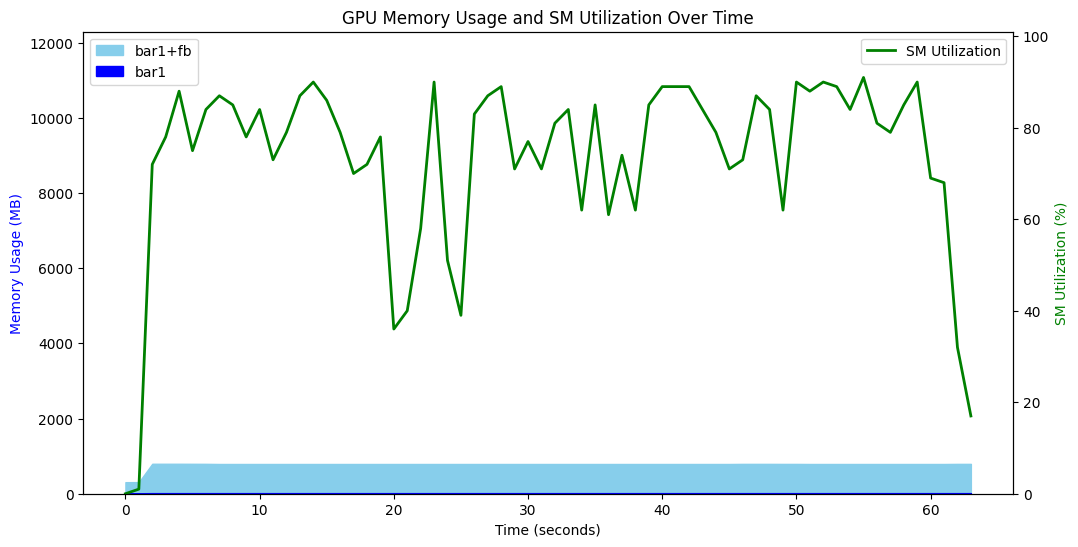 GPU Memory Usage and SM Utilization Over Time
bar1+fb
bar1
SM Utilization
Memory Usage (MB)
12000
10000
8000
6000
4000
2000
0
100
80
60
40
20
0
SM Utilization (%)
0 10 20 30 40 50 60
Time (seconds)